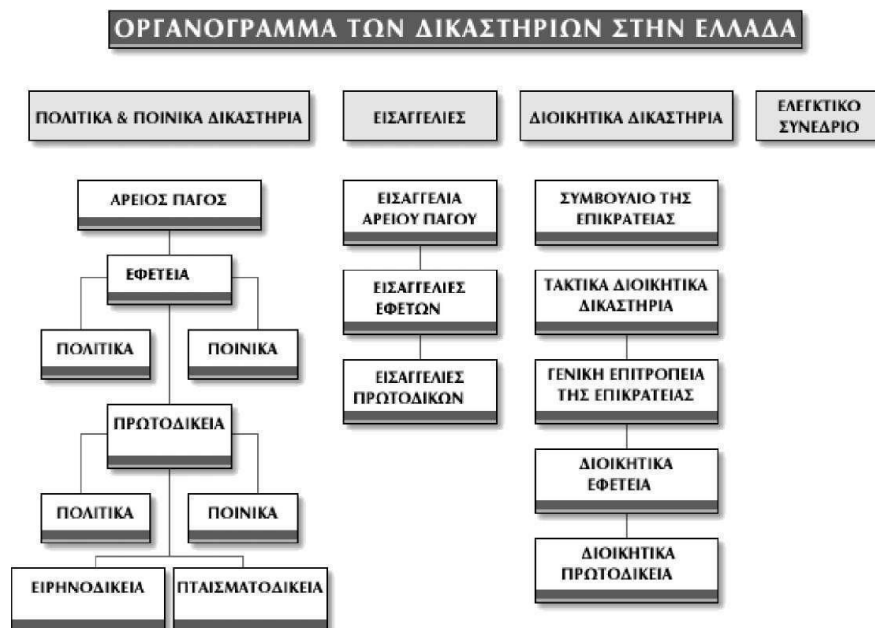 ΟΡΓΑΝΟΓΡΑΜΜΑ ΤΩΝ ΔΙΚΑΣΤΗΡΙΩΝ ΣΤΗΝ ΕΛΛΑΔΑ
ΠΟΛΙΤΙΚΑ & ΠΟΙΝΙΚΑ ΔΙΚΑΣΤΗΡΙΑ
ΑΡΕΙΟΣ ΠΑΓΟΣ
ΕΦΕΤΕΙΑ
ΠΟΛΙΤΙΚΑ
ΠΟΙΝΙΚΑ
ΠΡΩΤΟΔΙΚΕΙΑ
ΠΟΛΙΤΙΚΑ
ΠΟΙΝΙΚΑ
ΕΙΡΗΝΟΔΙΚΕΙΑ
ΠΤΑΙΣΜΑΤΟΔΙΚΕΙΑ
ΕΙΣΑΓΓΕΛΙΕΣ
ΕΙΣΑΓΓΕΛΙΑ
ΑΡΕΙΟΥ ΠΑΓΟΥ
ΕΙΣΑΓΓΕΛΙΕΣ
ΕΦΕΤΩΝ
ΕΙΣΑΓΓΕΛΙΕΣ
ΠΡΩΤΟΔΙΚΩΝ
ΔΙΟΙΚΗΤΙΚΑ ΔΙΚΑΣΤΗΡΙΑ
ΣΥΜΒΟΥΛΙΟ ΤΗΣ
ΕΠΙΚΡΑΤΕΙΑΣ
ΤΑΚΤΙΚΑ ΔΙΟΙΚΗΤΙΚΑ
ΔΙΚΑΣΤΗΡΙΑ
ΓΕΝΙΚΗ ΕΠΙΤΡΟΠΕΙΑ
ΤΗΣ ΕΠΙΚΡΑΤΕΙΑΣ
ΔΙΟΙΚΗΤΙΚΑ
ΕΦΕΤΕΙΑ
ΔΙΟΙΚΗΤΙΚΑ
ΠΡΩΤΟΔΙΚΕΙΑ
ΕΛΕΓΚΤΙΚΟ
ΣΥΝΕΔΡΙΟ